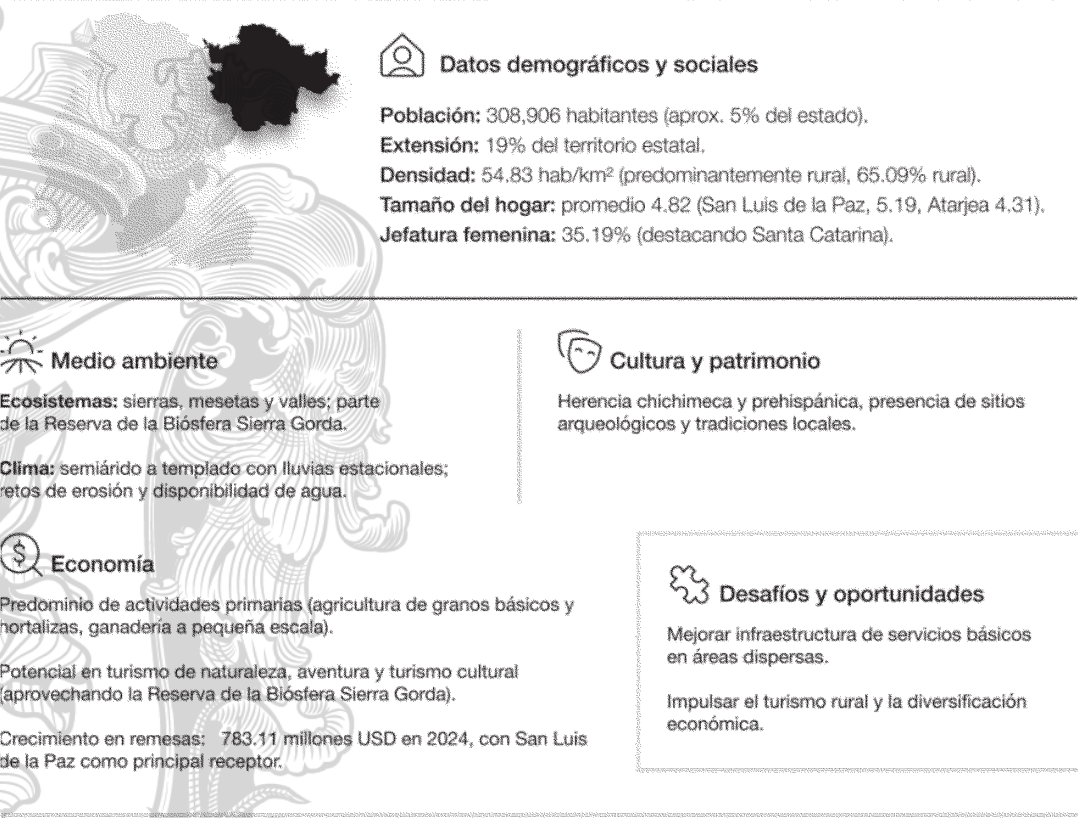 Datos demográficos y sociales
Población: 308,906 habitantes (aprox. 5% del estado).
Extensión: 19% del territorio estatal.
Densidad: 54.83 hab/km² (predominantemente rural, 65.09% rural).
Tamaño del hogar: promedio 4.82 (San Luis de la Paz, 5.19, Atarjea 4.31).
Jefatura femenina: 35.19% (destacando Santa Catarina).
Medio ambiente
Ecosistemas: sierras, mesetas y valles; parte
de la Reserva de la Biósfera Sierra Gorda.
Clima: semiárido a templado con lluvias estacionales;
retos de erosión y disponibilidad de agua.
Cultura y patrimonio
Herencia chichimeca y prehispánica, presencia de sitios
arqueológicos y tradiciones locales.
Economía
Predominio de actividades primarias (agricultura de granos básicos y
hortalizas, ganadería a pequeña escala).
Potencial en turismo de naturaleza, aventura y turismo cultural
(aprovechando la Reserva de la Biósfera Sierra Gorda).
Crecimiento en remesas: 783.11 millones USD en 2024, con San Luis
de la Paz como principal receptor.
Desafíos y oportunidades
Mejorar infraestructura de servicios básicos
en áreas dispersas.
Impulsar el turismo rural y la diversificación
económica.